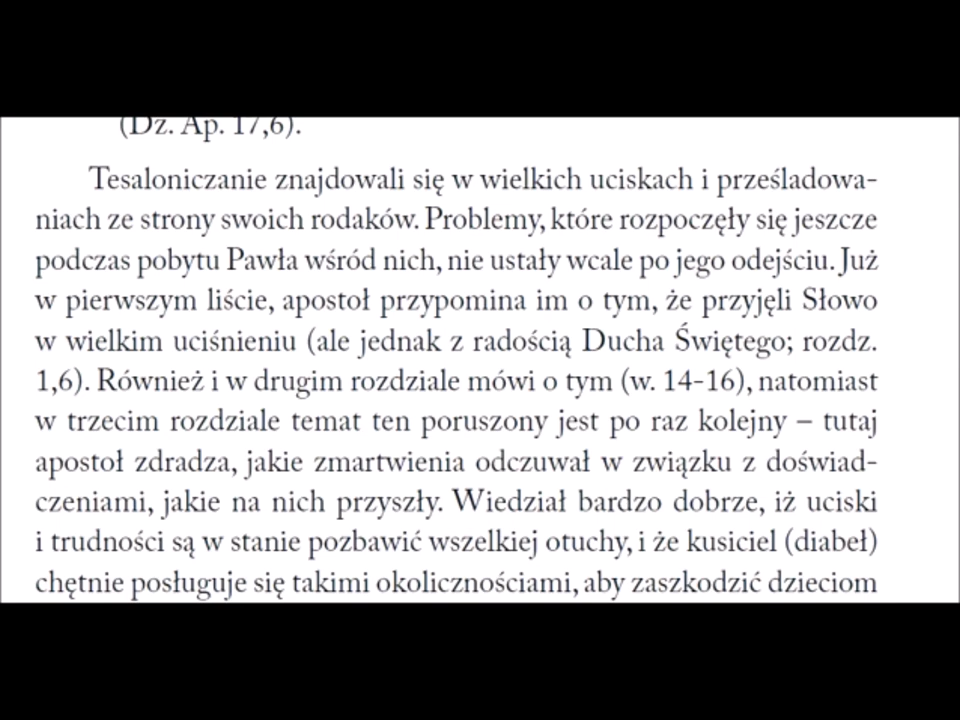 (Dz. Ap. 17,6).
Tesaloniczanie znajdowali się w wielkich uciskach i prześladowa-
niach ze strony swoich rodaków. Problemy, które rozpoczęły się jeszcze
podczas pobytu Pawła wśród nich, nie ustały wcale po jego odejściu. Już
w pierwszym liście, apostoł przypomina im o tym, że przyjęli Słowo
w wielkim uciśnieniu (ale jednak z radością Ducha Świętego; rozdz.
1,6). Również i w drugim rozdziale mówi o tym (w. 14-16), natomiast
w trzecim rozdziale temat ten poruszony jest po raz kolejny – tutaj
apostoł zdradza, jakie zmartwienia odczuwał w związku z doświad-
czeniami, jakie na nich przyszły. Wiedział bardzo dobrze, iż uciski
i trudności są w stanie pozbawić wszelkiej otuchy, i że kusiciel (diabeł)
chętnie posługuje się takimi okolicznościami, aby zaszkodzić dzieciom